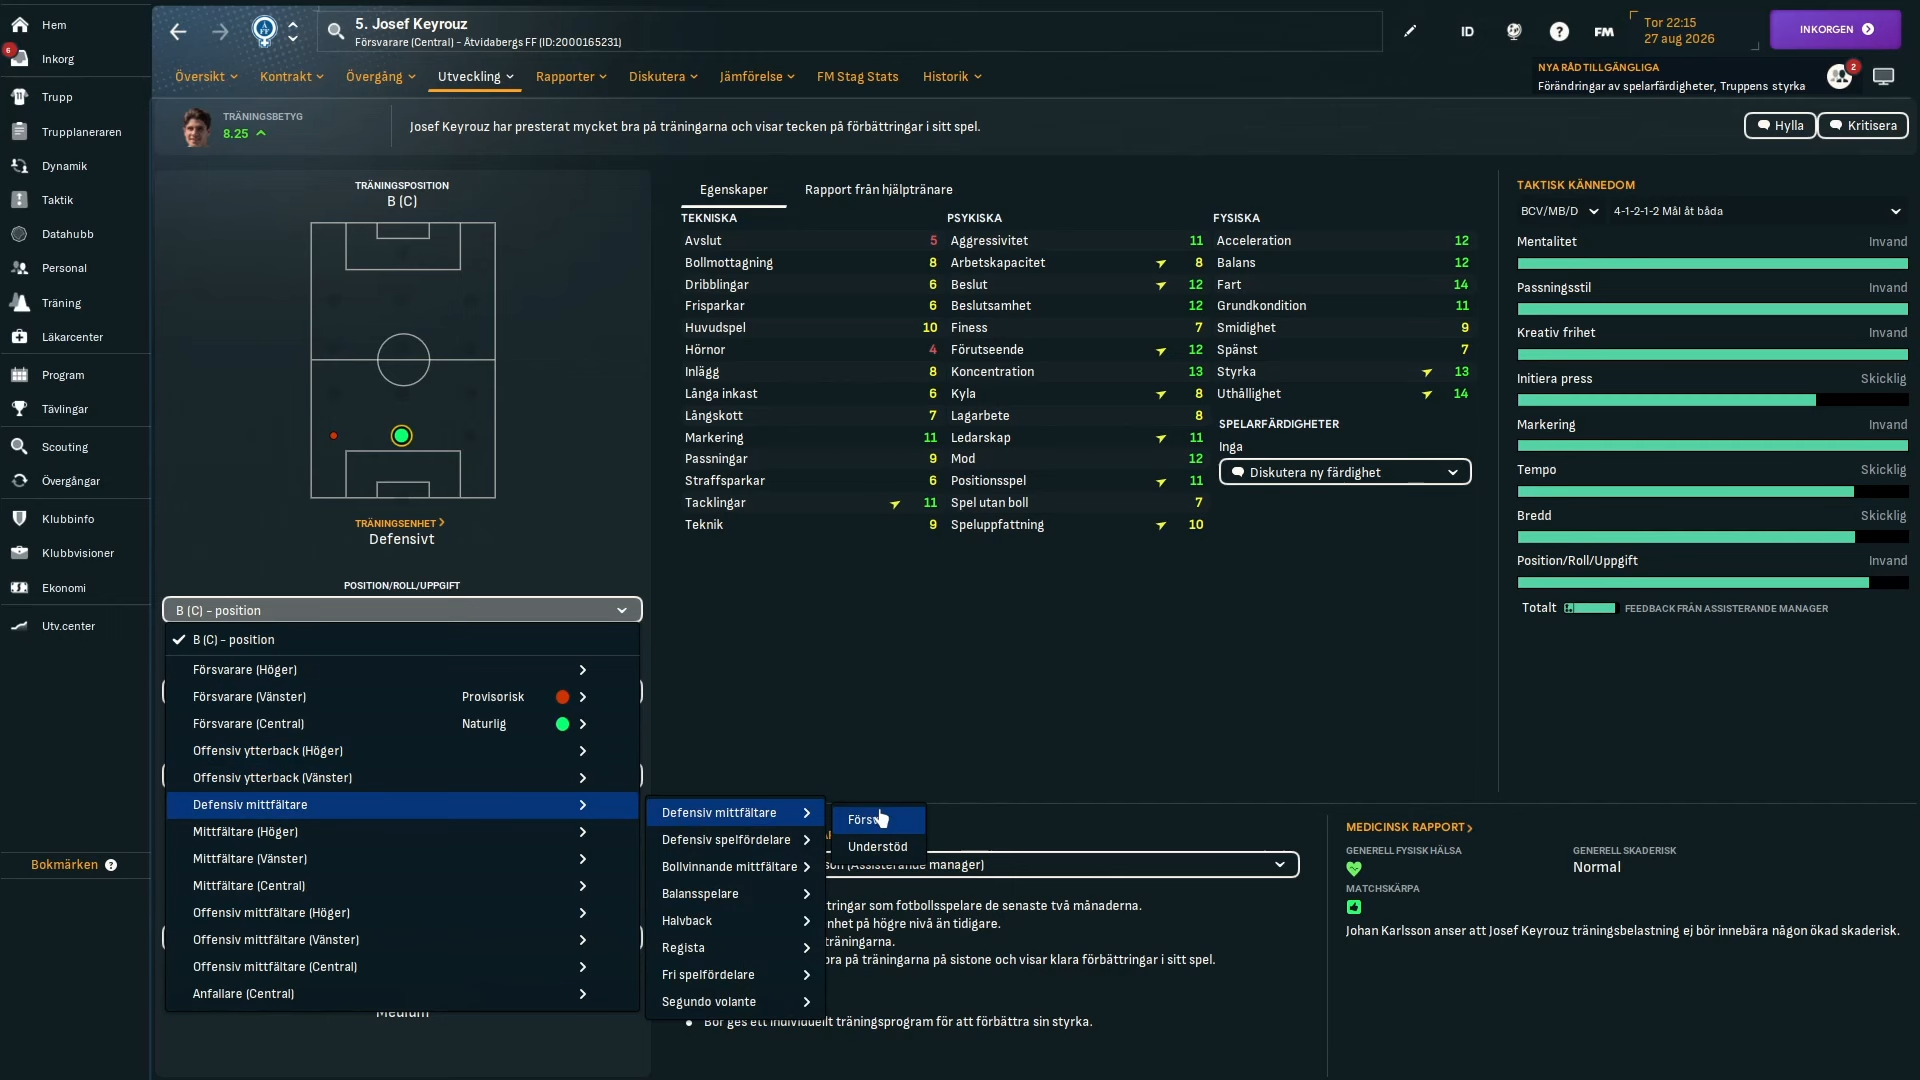 Hem
6
Inkorg
Trupp
Trupplaneraren
Dynamik
Taktik
Datahubb
Personal
Träning
Läkarcenter
Program
Tävlingar
Scouting
Övergångar
Klubbinfo
Klubbvisioner
Ekonomi
Utv.center
Bokmärken ?
5. Josef Keyrouz
Försvarare (Central) - Åtvidabergs FF (ID:2000165231)
ID
?
FM
Tor 22:15
27 aug 2026
INKORGEN
Översikt
Kontrakt
Övergång
Utveckling
Rapporter
Diskutera
Jämförelse
FM Stag Stats
Historik
NYA RÅD TILLGÄNGLIGA
Förändringar av spelarfärdigheter, Truppens styrka
2
TRÄNINGSBETYG
8.25
Josef Keyrouz har presterat mycket bra på träningarna och visar tecken på förbättringar i sitt spel.
Hylla
Kritisera
TRÄNINGSPOSITION
B (C)
TRÄNINGSENHET
Defensivt
POSITION/ROLL/UPPGIFT
B (C) - position
B (C) - position
Försvarare (Höger)
Försvarare (Vänster) Provisorisk
Försvarare (Central) Naturlig
Offensiv ytterback (Höger)
Offensiv ytterback (Vänster)
Defensiv mittfältare
Mittfältare (Höger)
Mittfältare (Vänster)
Mittfältare (Central)
Offensiv mittfältare (Höger)
Offensiv mittfältare (Vänster)
Offensiv mittfältare (Central)
Anfallare (Central)
Medium
Defensiv mittfältare
Defensiv spelfördelare
Bollvinnande mittfältare
Balansspelare
Halvback
Regista
Fri spelfördelare
Segundo volante
Understöd
Egenskaper
Rapport från hjälptränare
TEKNISKA
Avslut 5
Bollmottagning 8
Dribblingar 6
Frisparkar 6
Huvudspel 10
Hörnor 4
Inlägg 8
Långa inkast 6
Långskott 7
Markering 11
Passningar 9
Straffsparkar 6
Tacklingar 11
Teknik 9
PSYKISKA
Aggressivitet 11
Arbetskapacitet 8
Beslut 12
Beslutsamhet 12
Finess 7
Förutseende 12
Koncentration 13
Kyla 8
Lagarbete 8
Ledarskap 11
Mod 12
Positionsspel 11
Spel utan boll 7
Speluppfattning 10
FYSISKA
Acceleration 12
Balans 12
Fart 14
Grundkondition 11
Smidighet 9
Spänst 7
Styrka 13
Uthållighet 14
SPELARFÄRDIGHETER
Inga
Diskutera ny färdighet
(Assisterande manager)
som fotbollsspelare de senaste två månaderna.
på högre nivå än tidigare.
träningarna.
på träningarna på sistone och visar klara förbättringar i sitt spel.
Bör ges ett individuellt träningsprogram för att förbättra sin styrka.
TAKTISK KÄNNEDOM
BCV/MB/D
4-1-2-1-2 Mål åt båda
Mentalitet Invand
Passningsstil Invand
Kreativ frihet Invand
Initiera press Skicklig
Markering Invand
Tempo Skicklig
Bredd Skicklig
Position/Roll/Uppgift Invand
Totalt FEEDBACK FRÅN ASSISTERANDE MANAGER
MEDICINSK RAPPORT
GENERELL FYSISK HÄLSA
GENERELL SKADERISK
Normal
MATCHSKÄRPA
Johan Karlsson anser att Josef Keyrouz träningsbelastning ej bör innebära någon ökad skaderisk.